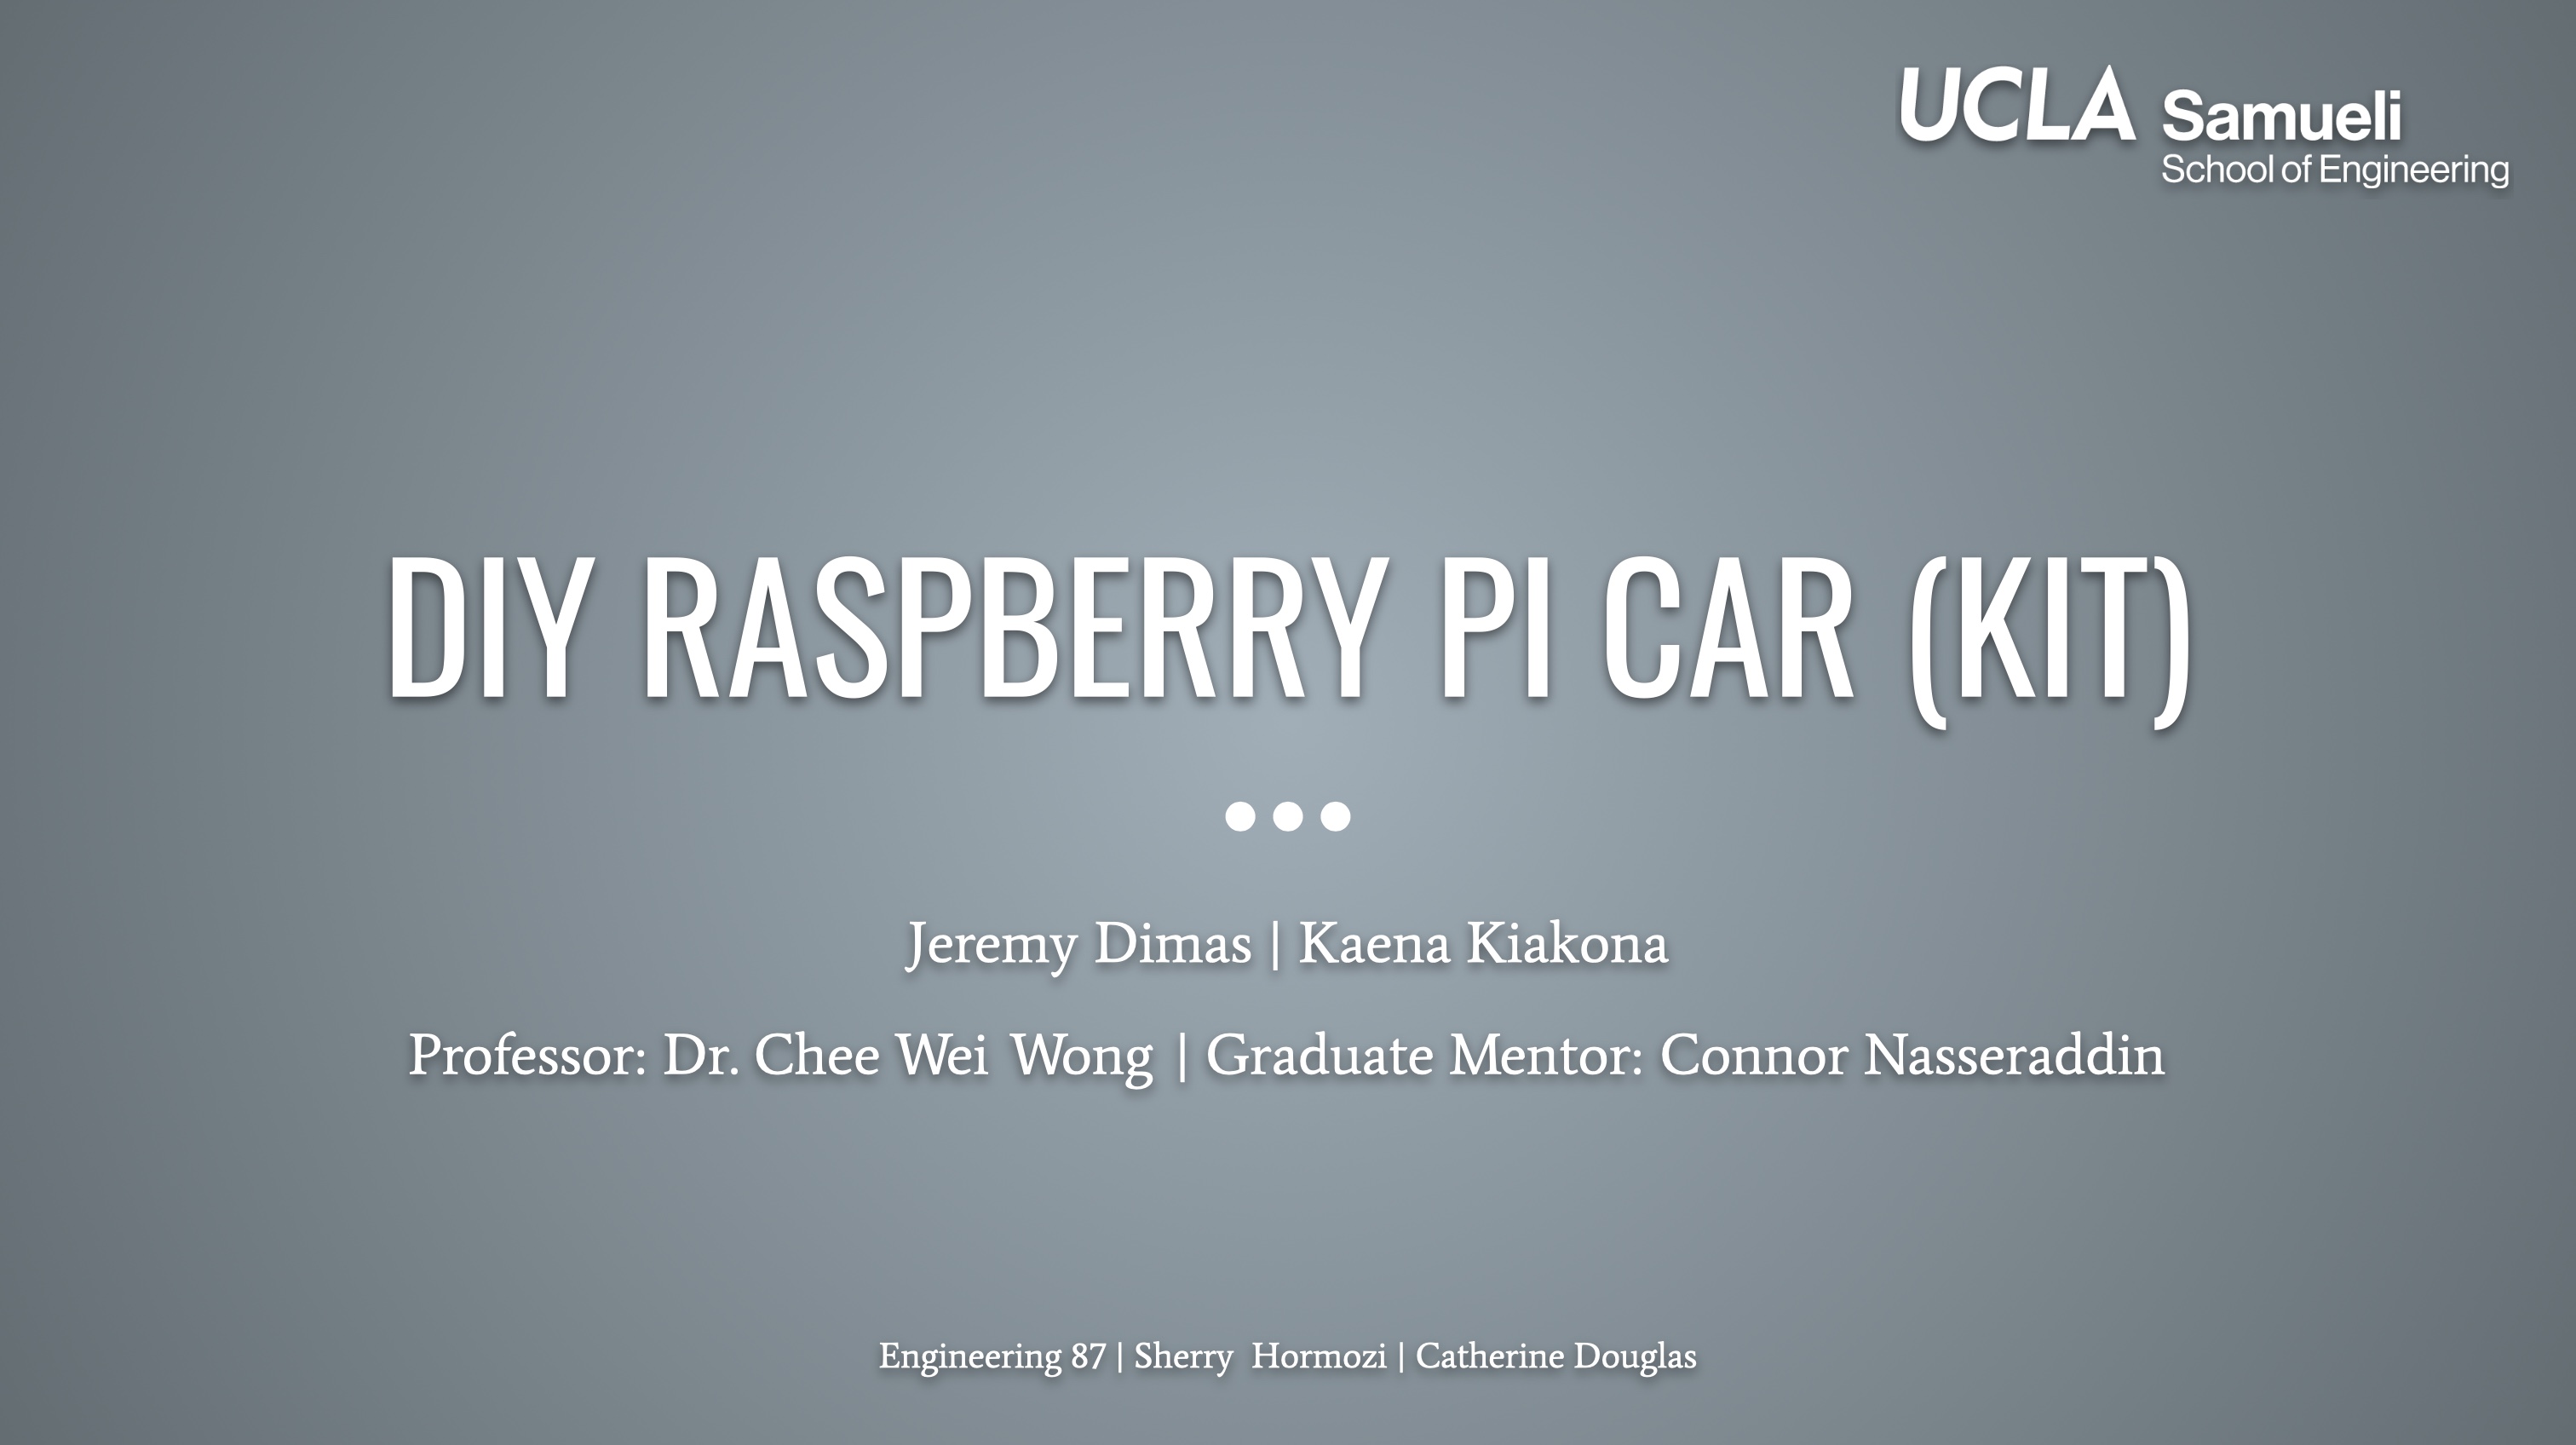 UCLA Samueli
School of Engineering
DIY RASPBERRY PI CAR (KIT)
Jeremy Dimas | Kaena Kiakona
Professor: Dr. Chee Wei Wong | Graduate Mentor: Connor Nasseraddin
Engineering 87 | Sherry Hormozi | Catherine Douglas